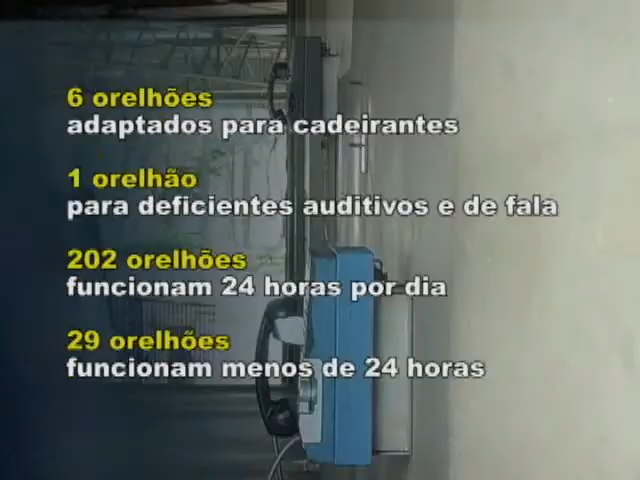 6 orelhões
adaptados para cadeirantes
1 orelhão
para deficientes auditivos e de fala
202 orelhões
funcionam 24 horas por dia
29 orelhões
funcionam menos de 24 horas